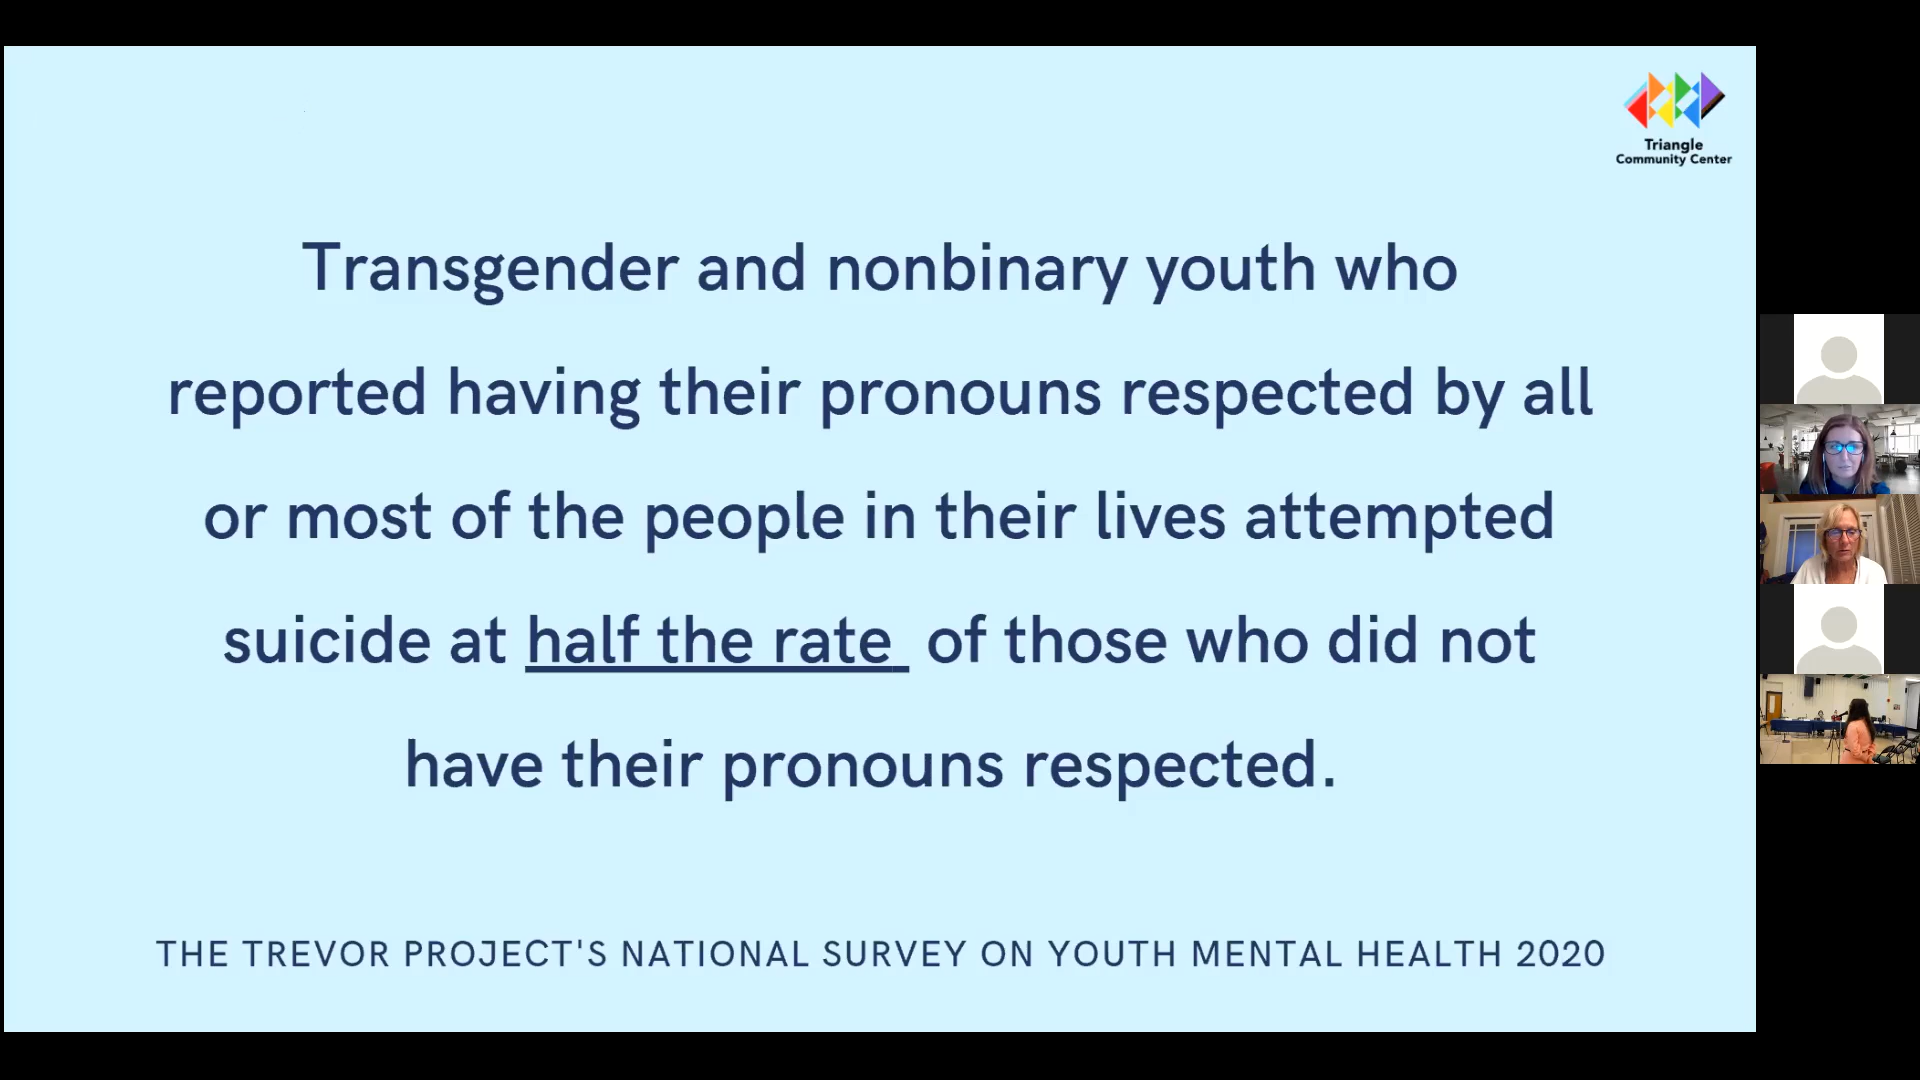 Triangle
Community Center
Transgender and nonbinary youth who
reported having their pronouns respected by all
or most of the people in their lives attempted
suicide at half the rate of those who did not
have their pronouns respected.
THE TREVOR PROJECT'S NATIONAL SURVEY ON YOUTH MENTAL HEALTH 2020